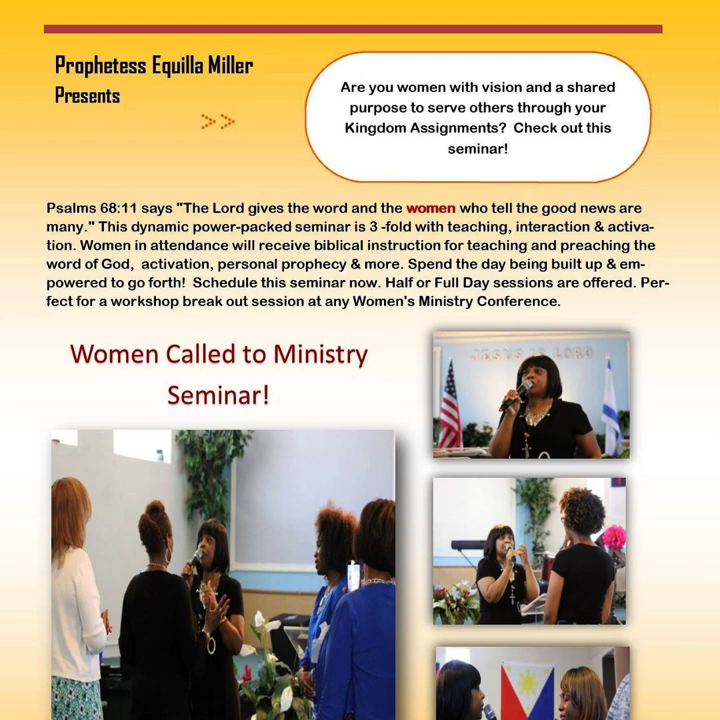 Prophetess Equilla Miller
Presents
>>
Are you women with vision and a shared
purpose to serve others through your
Kingdom Assignments?  Check out this
seminar!
Psalms 68:11 says "The Lord gives the word and the women who tell the good news are
many." This dynamic power-packed seminar is 3 -fold with teaching, interaction & activa-
tion. Women in attendance will receive biblical instruction for teaching and preaching the
word of God,  activation, personal prophecy & more. Spend the day being built up & em-
powered to go forth!  Schedule this seminar now. Half or Full Day sessions are offered. Per-
fect for a workshop break out session at any Women's Ministry Conference.
Women Called to Ministry
Seminar!
JESUS IS LORD